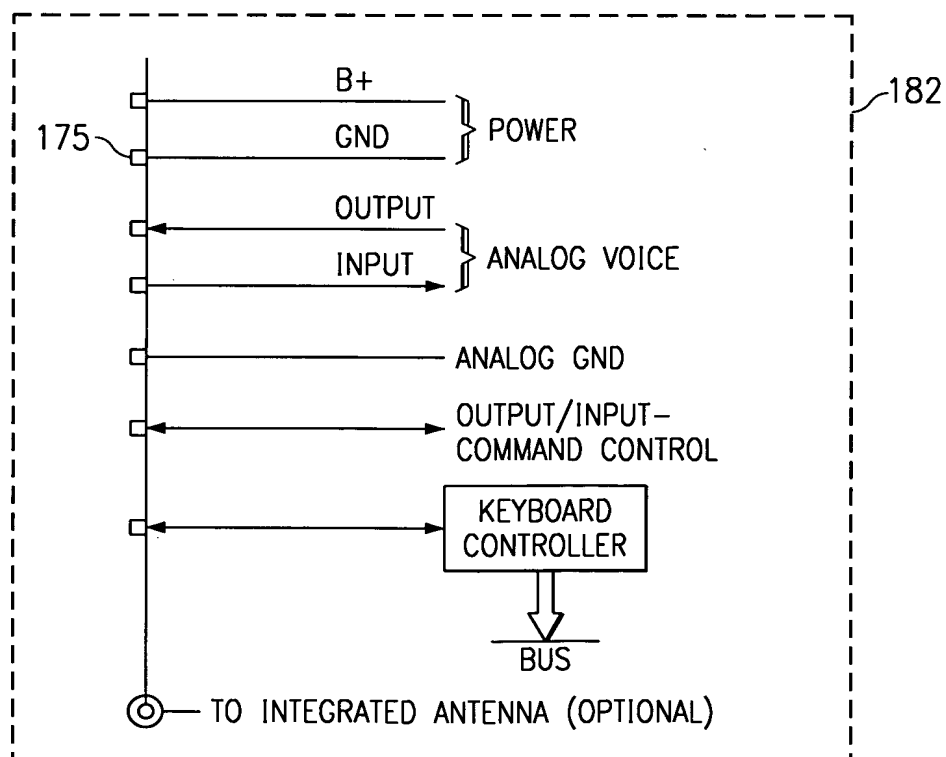 B+
182
175
GND
POWER
OUTPUT
INPUT
ANALOG VOICE
ANALOG GND
OUTPUT/INPUT-
COMMAND CONTROL
KEYBOARD
CONTROLLER
BUS
TO INTEGRATED ANTENNA (OPTIONAL)